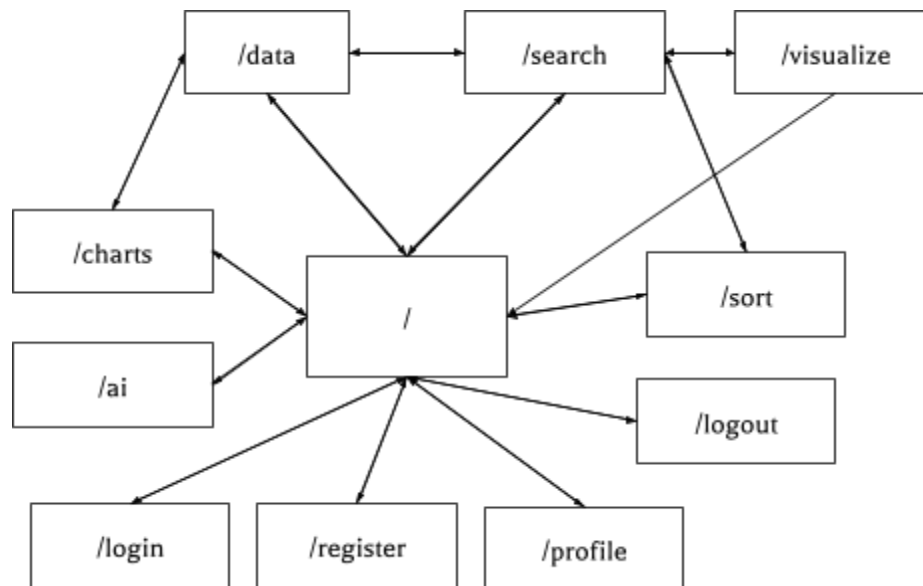 /data
/search
/visualize
/charts
/
/sort
/ai
/logout
/login
/register
/profile